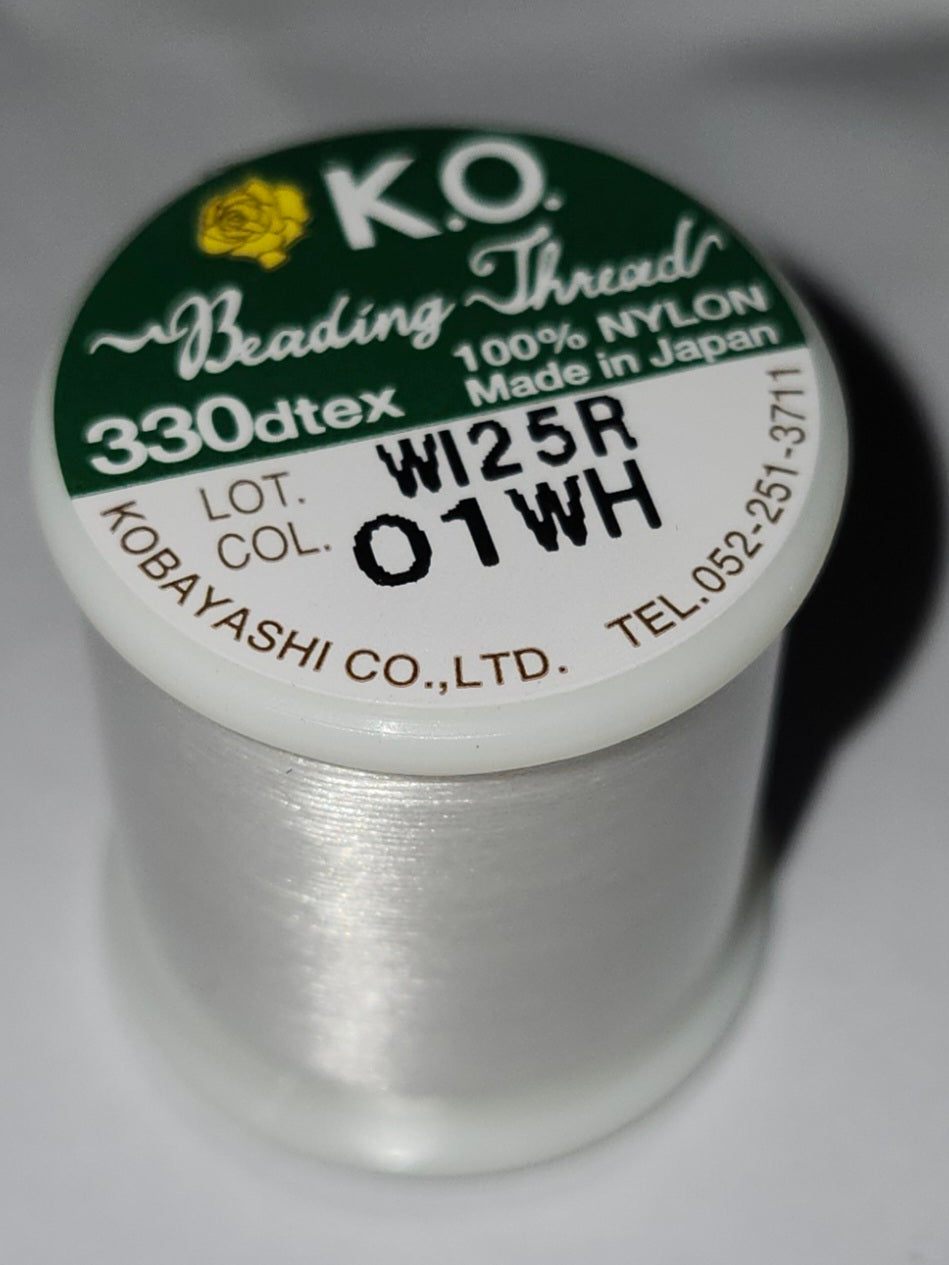 K.O.
Beading Thread
100% NYLON
330dtex Made in Japan
LOT. WI25R
COL. 01WH
KOBAYASHI CO.,LTD. TEL.052-251-3711